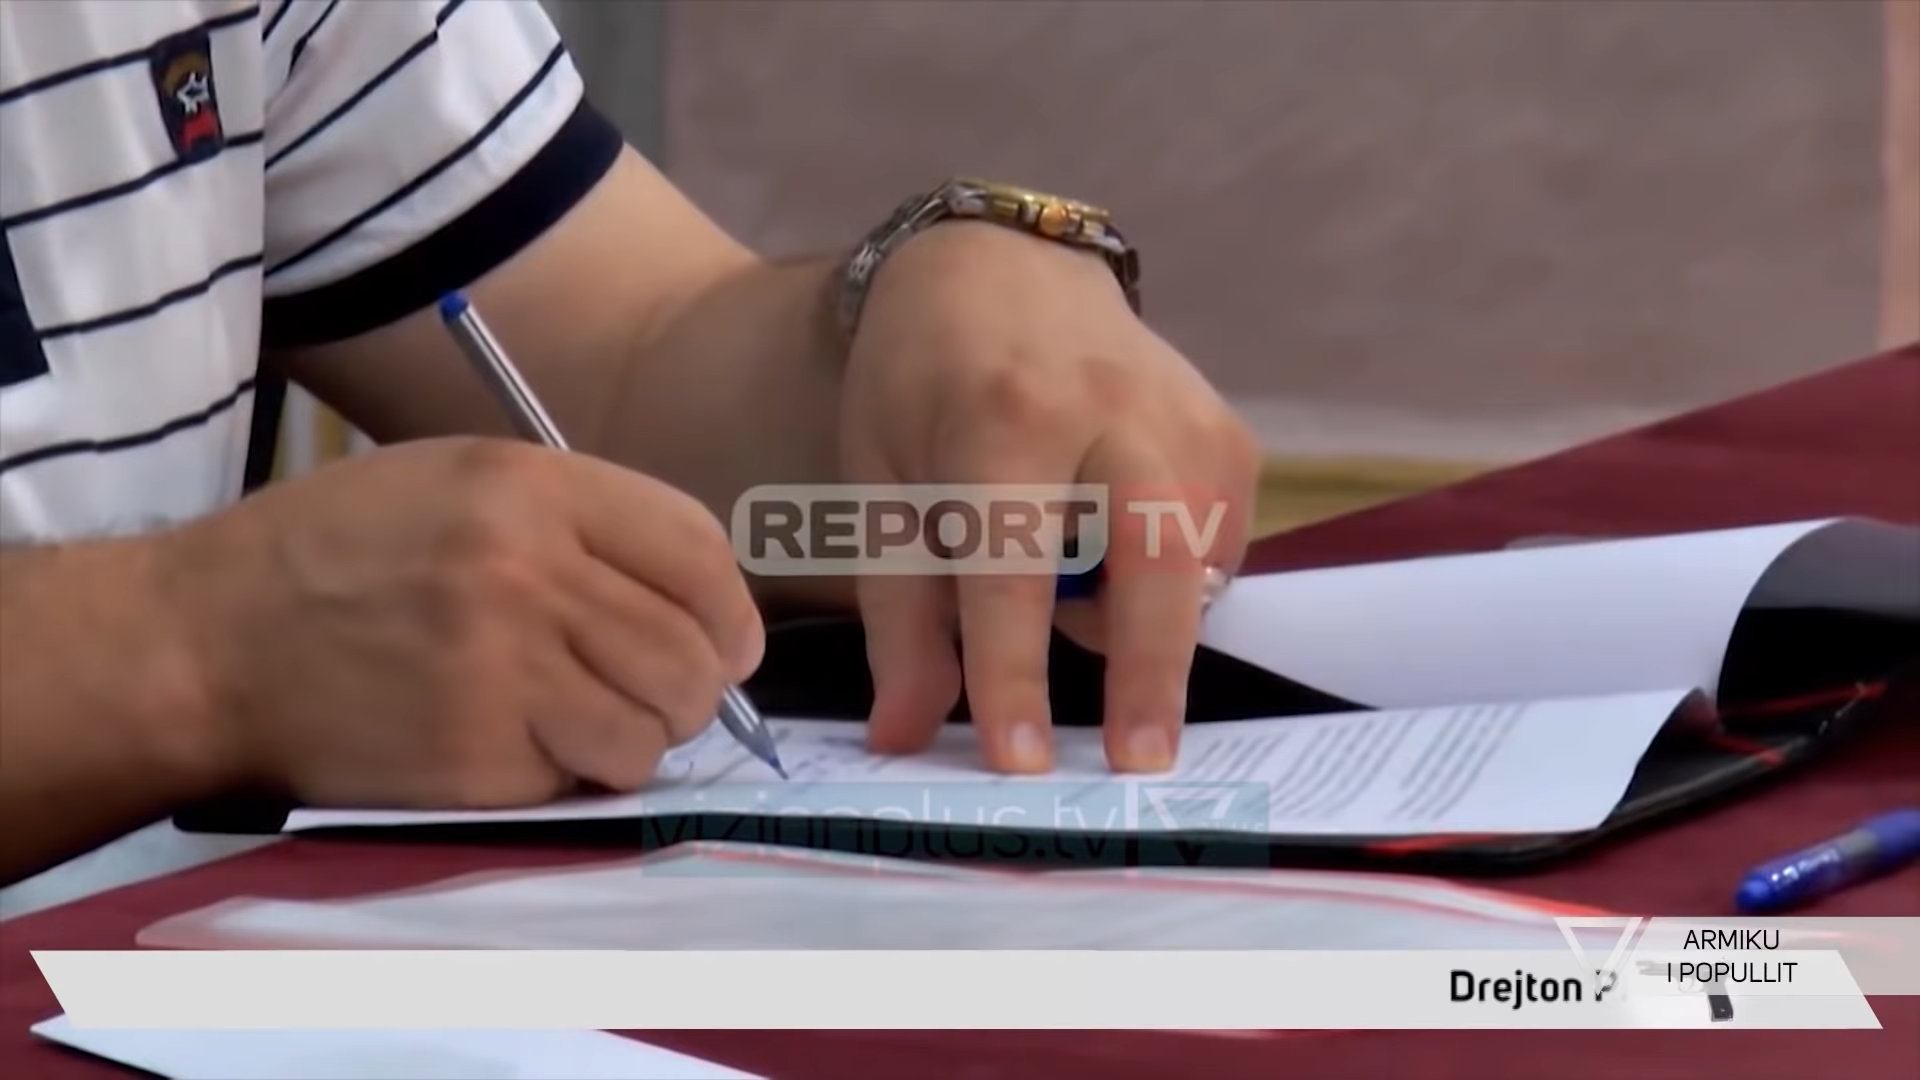 REPORT TV
vizionplus.tv
ARMIKU
I POPULLIT
Drejton P